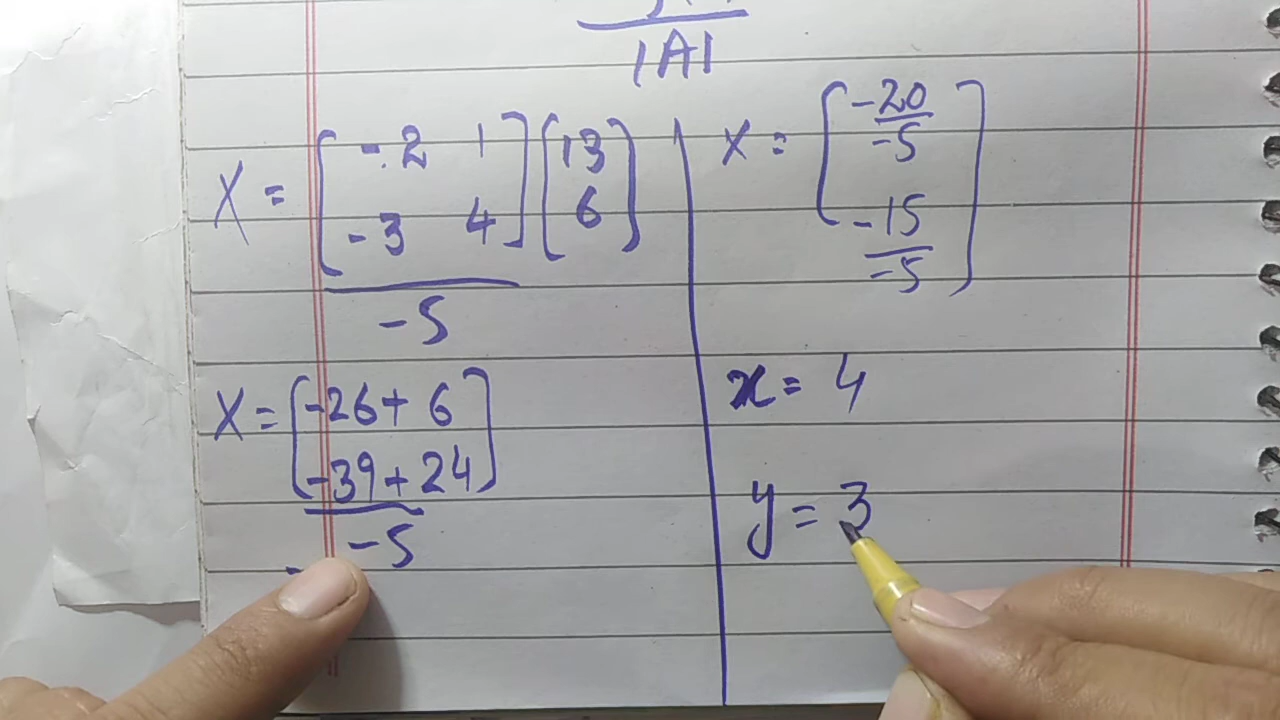 |A|
X = [ -2 1
-3 4 ] [ 13
6 ]
-5
X = [ -26 + 6
-39 + 24 ]
-5
X = [ -20
-5
-15
-5 ]
x = 4
y = 3